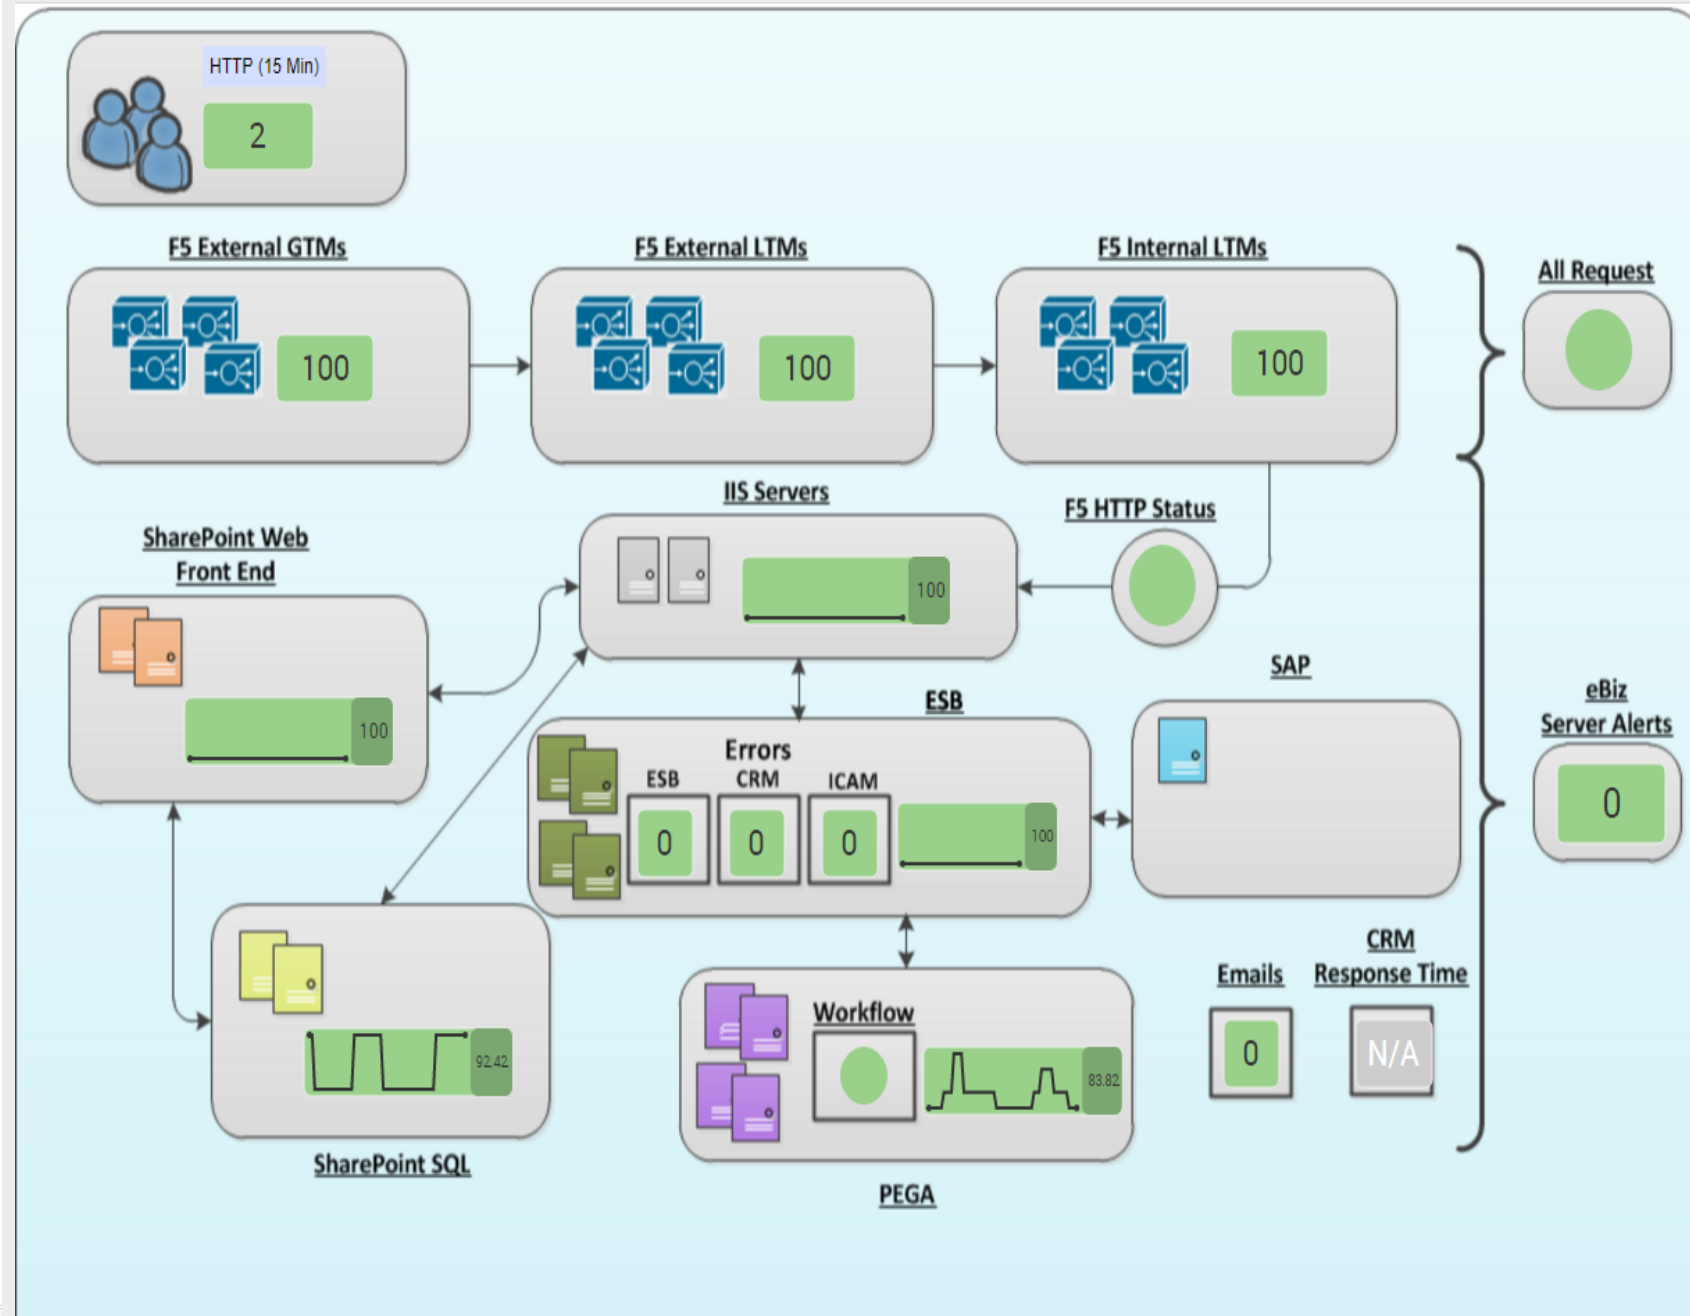 HTTP (15 Min)
2
F5 External GTMs
F5 External LTMs
F5 Internal LTMs
All Request
100
100
100
IIS Servers
F5 HTTP Status
SharePoint Web
Front End
100
SAP
100
ESB
eBiz
Server Alerts
Errors
ESB
CRM
ICAM
0
0
0
100
0
CRM
Emails
Response Time
Workflow
0
N/A
92.42
83.82
SharePoint SQL
PEGA